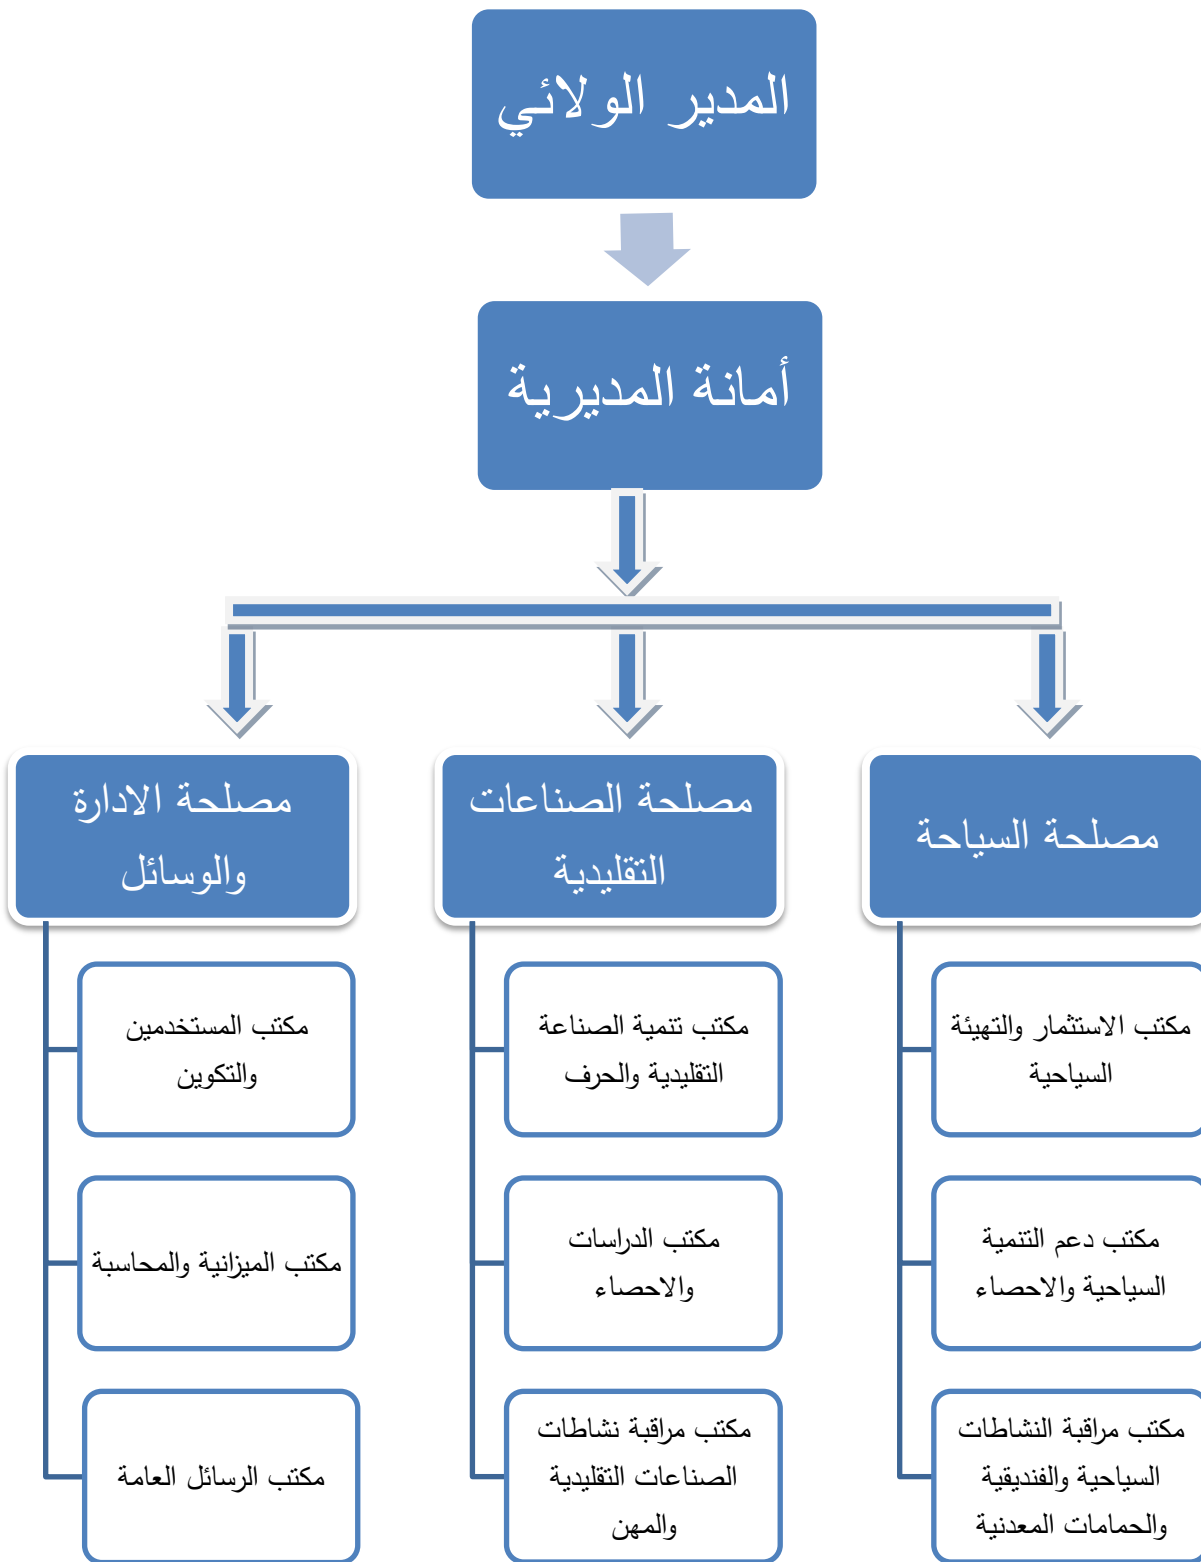 المدير الولائي
أمانة المديرية
مصلحة السياحة
مصلحة الصناعات
التقليدية
مصلحة الادارة
والوسائل
مكتب الاستثمار والتهيئة
السياحية
مكتب تنمية الصناعة
التقليدية والحرف
مكتب المستخدمين
والتكوين
مكتب دعم التنمية
السياحية والاحصاء
مكتب الدراسات
والاحصاء
مكتب الميزانية والمحاسبة
مكتب مراقبة النشاطات
السياحية والفنديقية
والحمامات المعدنية
مكتب مراقبة نشاطات
الصناعات التقليدية
والمهن
مكتب الرسائل العامة